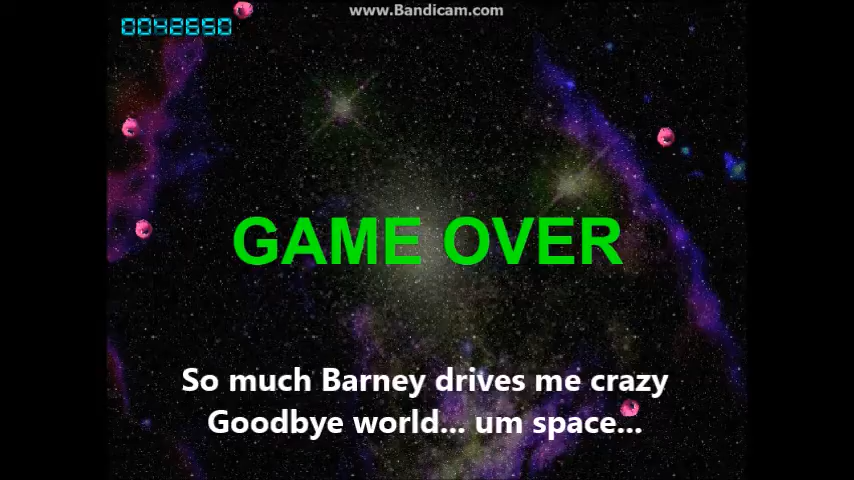 www.Bandicam.com
0042650
GAME OVER
So much Barney drives me crazy
Goodbye world... um space...